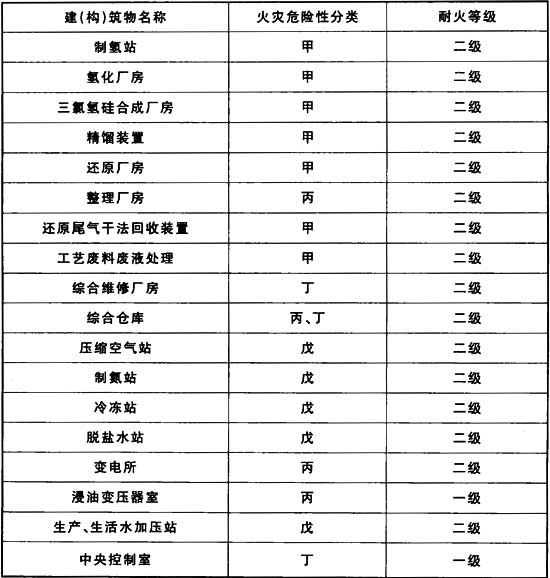 建(构)筑物名称 火灾危险性分类 耐火等级
制氢站 甲 二级
氢化厂房 甲 二级
三氯氢硅合成厂房 甲 二级
精馏装置 甲 二级
还原厂房 甲 二级
整理厂房 丙 二级
还原尾气干法回收装置 甲 二级
工艺废料废液处理 甲 二级
综合维修厂房 丁 二级
综合仓库 丙、丁 二级
压缩空气站 戊 二级
制氮站 戊 二级
冷冻站 戊 二级
脱盐水站 戊 二级
变电所 丙 二级
浸油变压器室 丙 一级
生产、生活水加压站 戊 二级
中央控制室 丁 一级